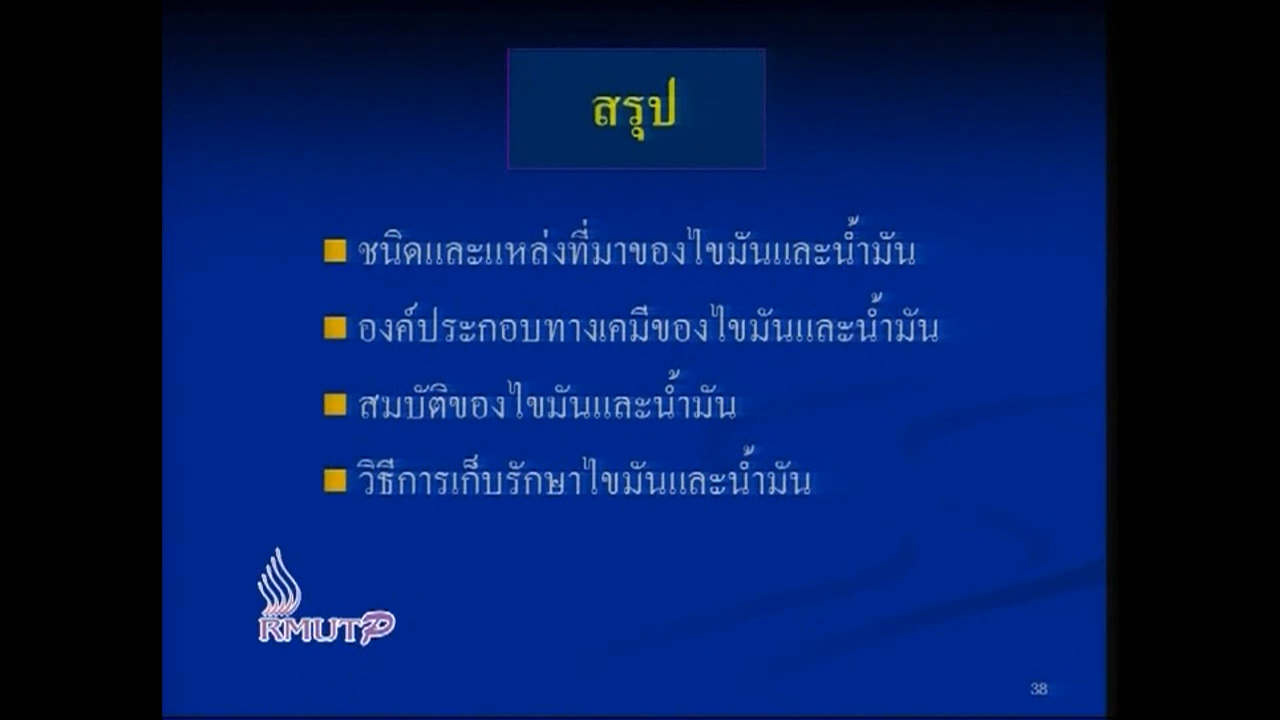 สรุป
ชนิดและแหล่งที่มาของไขมันและน้ำมัน
องค์ประกอบทางเคมีของไขมันและน้ำมัน
สมบัติของไขมันและน้ำมัน
วิธีการเก็บรักษาไขมันและน้ำมัน
RMUTP
38